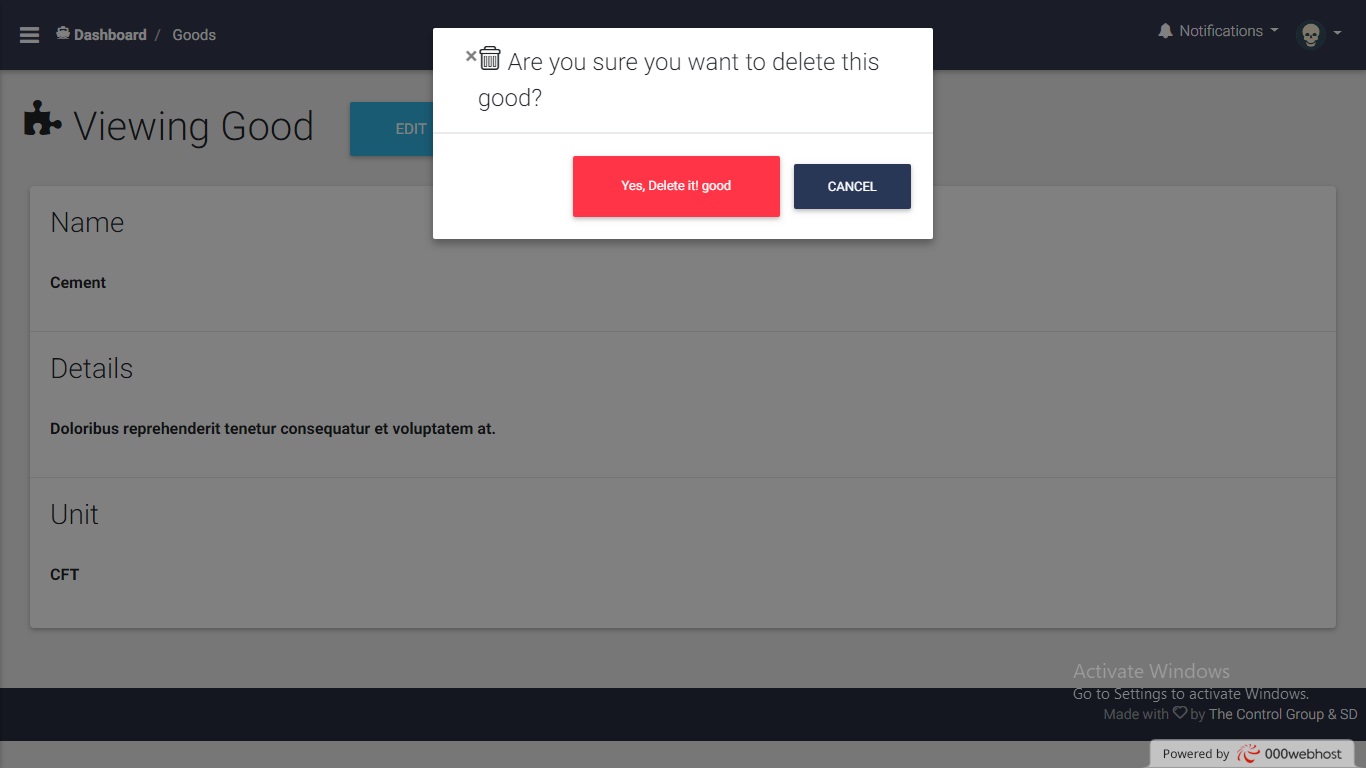 Dashboard / Goods
Notifications
× Are you sure you want to delete this
good?
Yes, Delete it! good
CANCEL
Viewing Good
EDIT
Name
Cement
Details
Doloribus reprehenderit tenetur consequatur et voluptatem at.
Unit
CFT
Activate Windows
Go to Settings to activate Windows.
Made with by The Control Group & SD
Powered by 000webhost